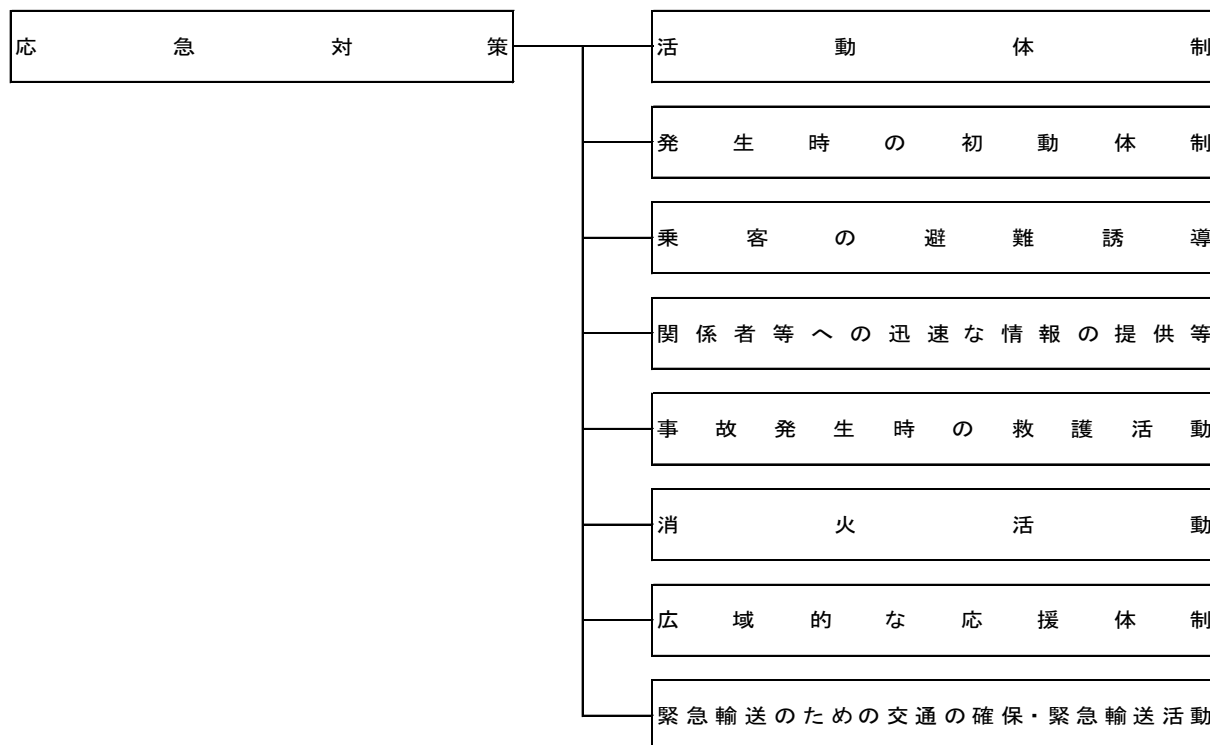 応急対策
活動体制
発生時の初動体制
乗客の避難誘導
関係者等への迅速な情報の提供等
事故発生時の救護活動
消火活動
広域的な応援体制
緊急輸送のための交通の確保・緊急輸送活動